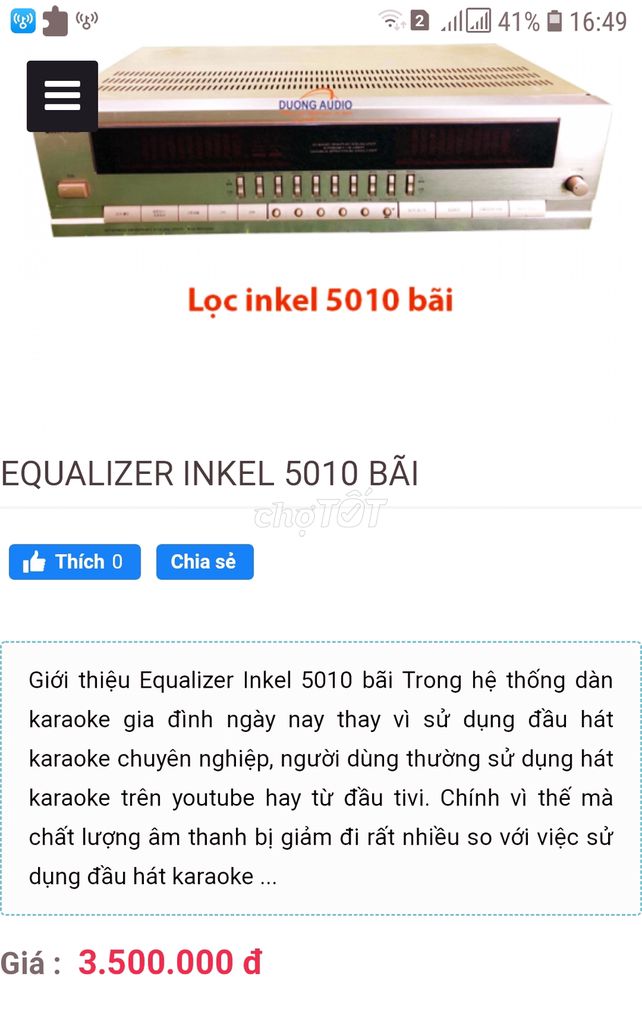 2 41% 16:49
DUONG AUDIO
Lọc inkel 5010 bãi
EQUALIZER INKEL 5010 BÃI
chợTỐT
Thích 0 Chia sẻ
Giới thiệu Equalizer Inkel 5010 bãi Trong hệ thống dàn
karaoke gia đình ngày nay thay vì sử dụng đầu hát
karaoke chuyên nghiệp, người dùng thường sử dụng hát
karaoke trên youtube hay từ đầu tivi. Chính vì thế mà
chất lượng âm thanh bị giảm đi rất nhiều so với việc sử
dụng đầu hát karaoke ...
Giá : 3.500.000 đ